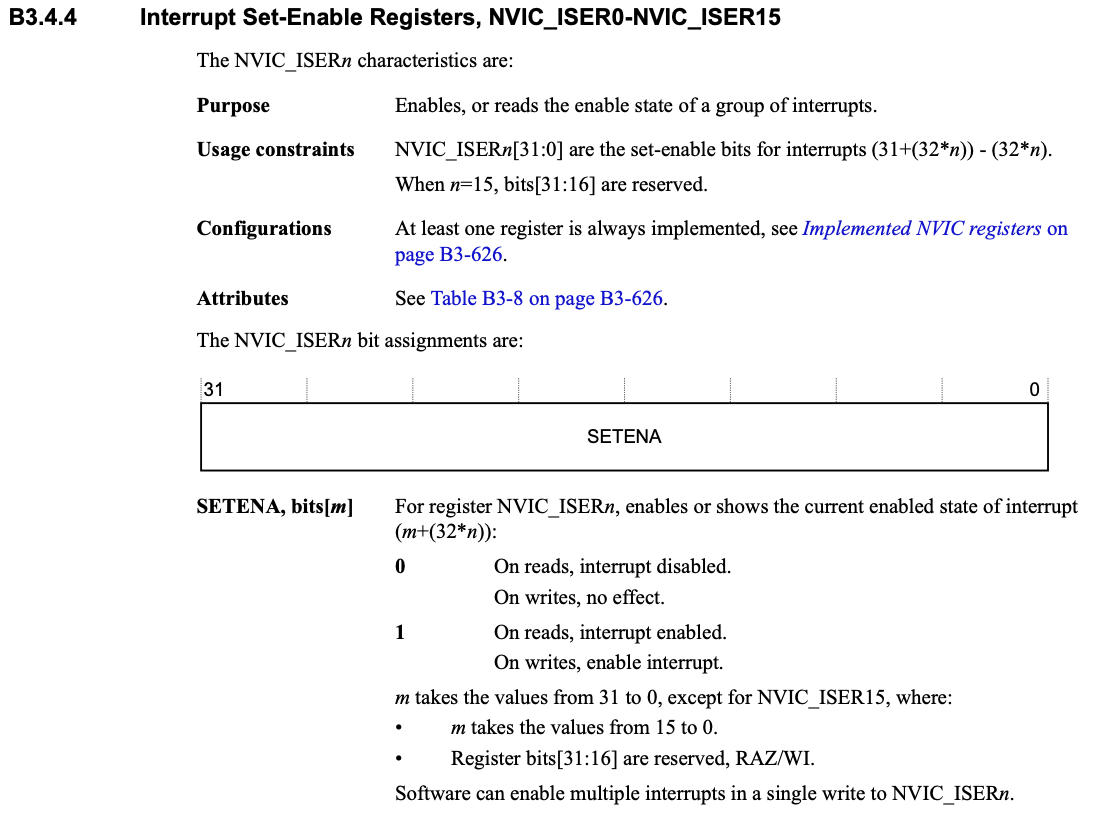 B3.4.4 Interrupt Set-Enable Registers, NVIC_ISER0-NVIC_ISER15
The NVIC_ISERn characteristics are:
Purpose Enables, or reads the enable state of a group of interrupts.
Usage constraints NVIC_ISERn[31:0] are the set-enable bits for interrupts (31+(32*n)) - (32*n).
When n=15, bits[31:16] are reserved.
Configurations At least one register is always implemented, see Implemented NVIC registers on
page B3-626.
Attributes See Table B3-8 on page B3-626.
The NVIC_ISERn bit assignments are:
31 0
SETENA
SETENA, bits[m] For register NVIC_ISERn, enables or shows the current enabled state of interrupt
(m+(32*n)):
0 On reads, interrupt disabled.
On writes, no effect.
1 On reads, interrupt enabled.
On writes, enable interrupt.
m takes the values from 31 to 0, except for NVIC_ISER15, where:
• m takes the values from 15 to 0.
• Register bits[31:16] are reserved, RAZ/WI.
Software can enable multiple interrupts in a single write to NVIC_ISERn.